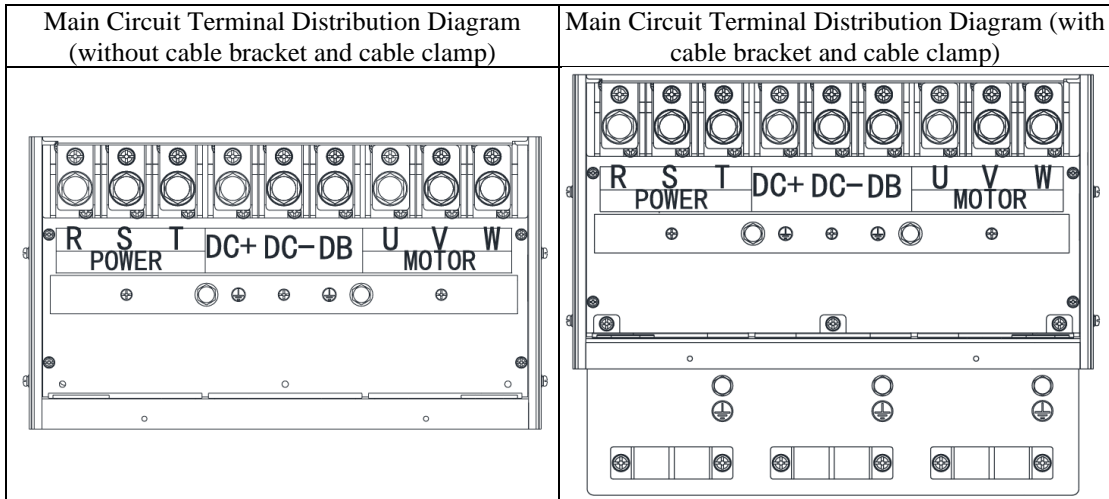 Main Circuit Terminal Distribution Diagram
(without cable bracket and cable clamp)
Main Circuit Terminal Distribution Diagram (with
cable bracket and cable clamp)
R S T DC+ DC- DB U V W
POWER MOTOR
R S T DC+ DC- DB U V W
POWER MOTOR